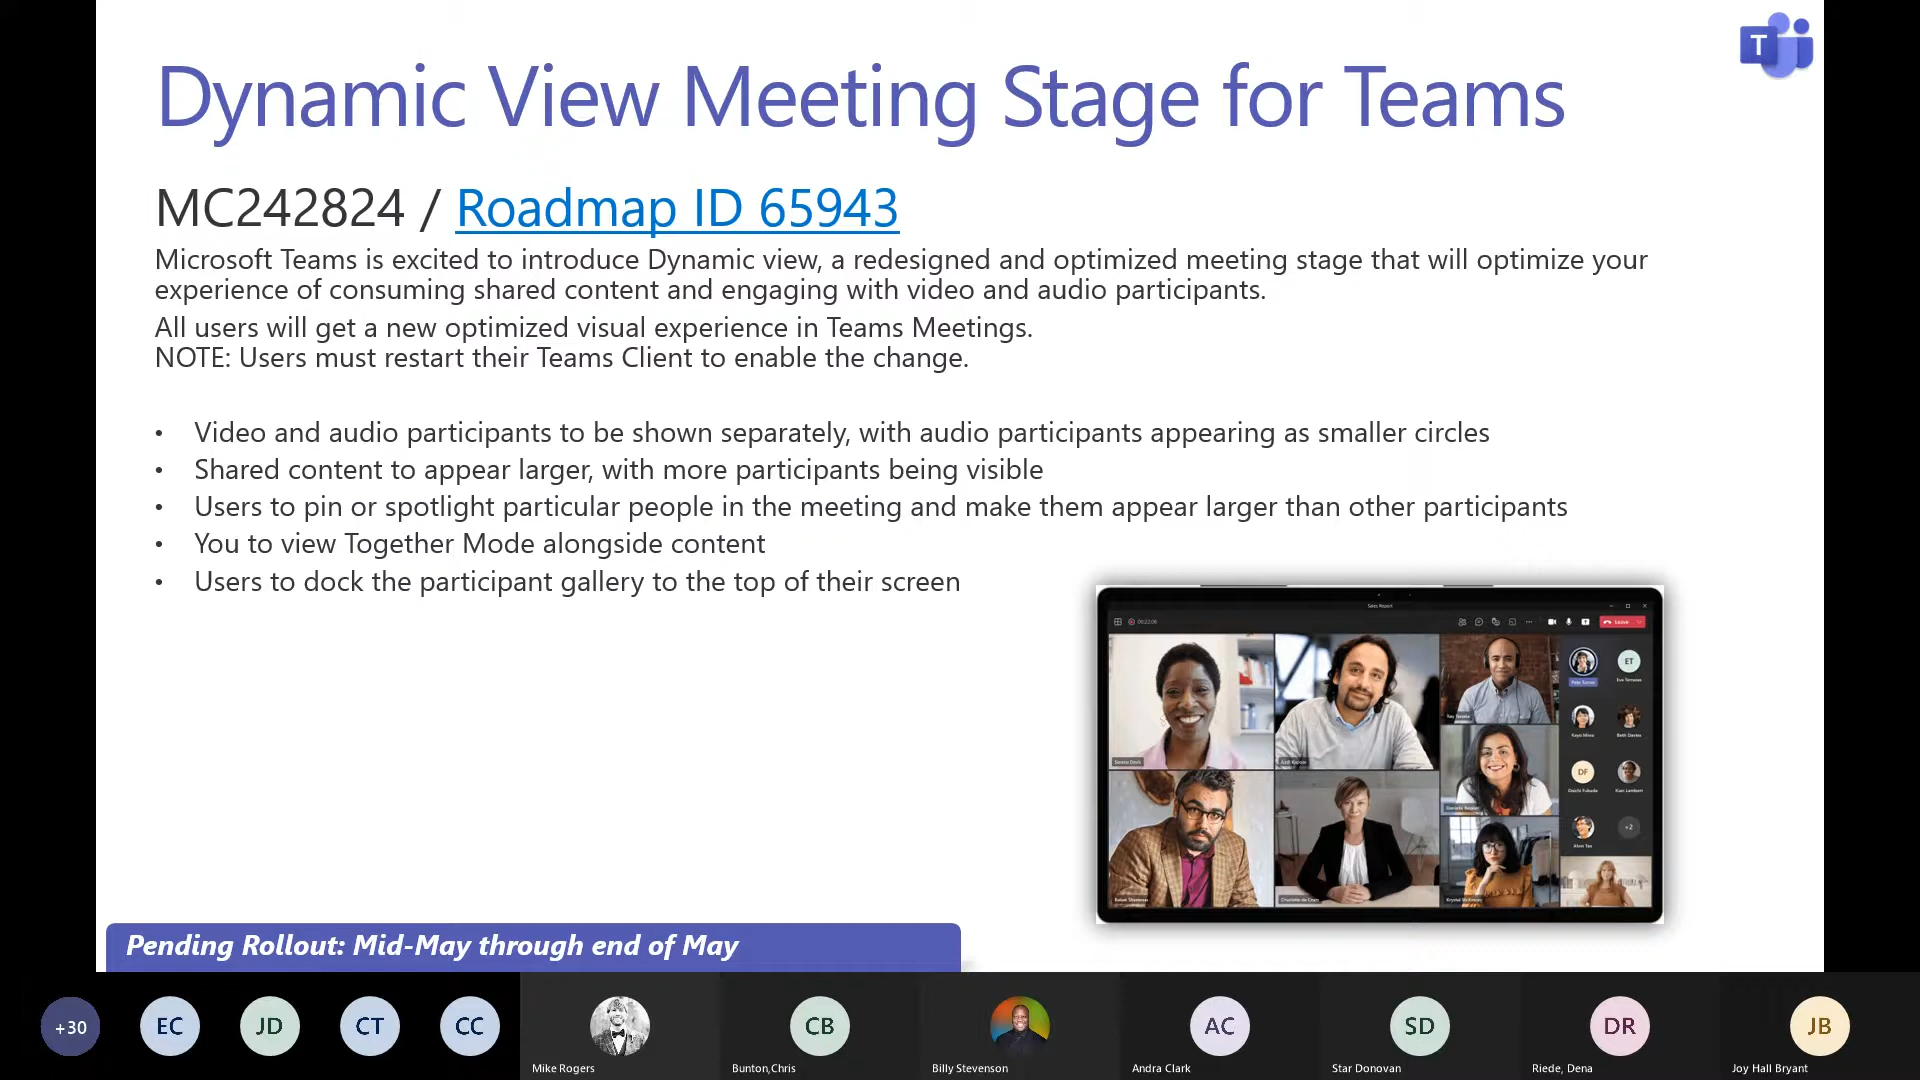 T
Dynamic View Meeting Stage for Teams
MC242824 / Roadmap ID 65943
Microsoft Teams is excited to introduce Dynamic view, a redesigned and optimized meeting stage that will optimize your
experience of consuming shared content and engaging with video and audio participants.
All users will get a new optimized visual experience in Teams Meetings.
NOTE: Users must restart their Teams Client to enable the change.
• Video and audio participants to be shown separately, with audio participants appearing as smaller circles
• Shared content to appear larger, with more participants being visible
• Users to pin or spotlight particular people in the meeting and make them appear larger than other participants
• You to view Together Mode alongside content
• Users to dock the participant gallery to the top of their screen
Sales Report
Leave
ET
DF
+2
Pending Rollout: Mid-May through end of May
+30
EC
JD
CT
CC
CB
AC
SD
DR
JB
Mike Rogers
Bunton,Chris
Billy Stevenson
Andra Clark
Star Donovan
Riede, Dena
Joy Hall Bryant